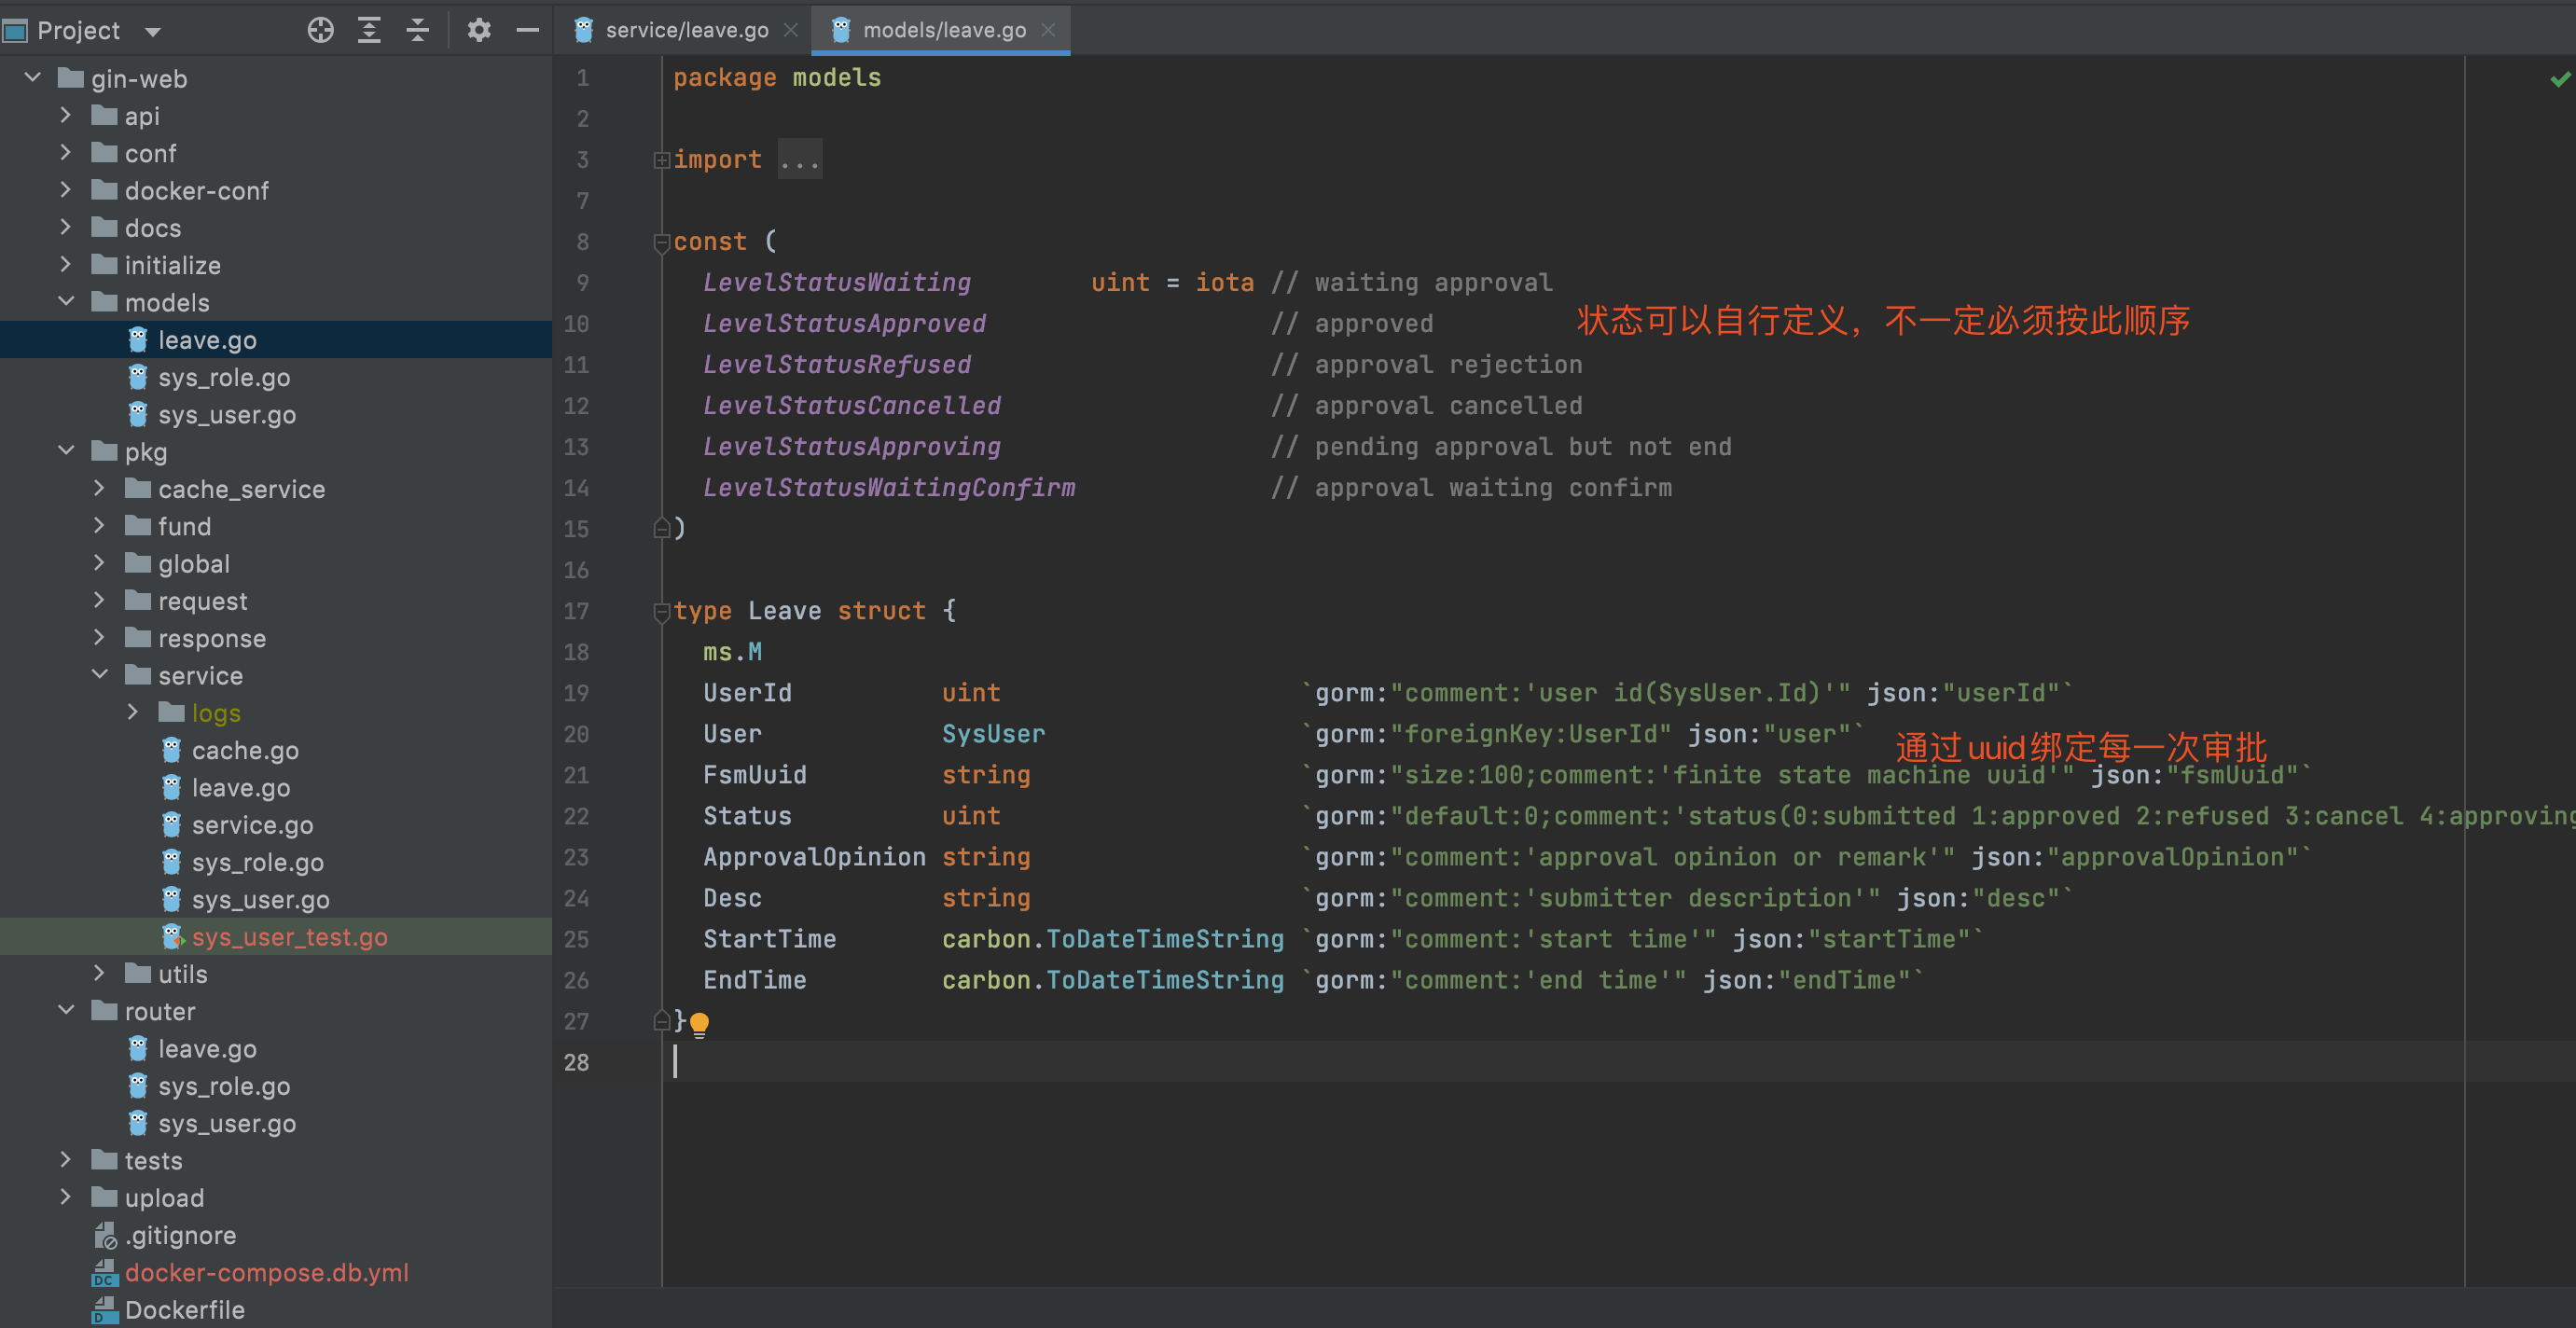 Project
gin-web
api
conf
docker-conf
docs
initialize
models
leave.go
sys_role.go
sys_user.go
pkg
cache_service
fund
global
request
response
service
logs
cache.go
leave.go
service.go
sys_role.go
sys_user.go
sys_user_test.go
utils
router
leave.go
sys_role.go
sys_user.go
tests
upload
.gitignore
DC docker-compose.db.yml
D Dockerfile
service/leave.go
models/leave.go
1 package models
2
3 import ...
7
8 const (
9 LevelStatusWaiting uint = iota // waiting approval
10 LevelStatusApproved // approved
状态可以自行定义，不一定必须按此顺序
11 LevelStatusRefused // approval rejection
12 LevelStatusCancelled // approval cancelled
13 LevelStatusApproving // pending approval but not end
14 LevelStatusWaitingConfirm // approval waiting confirm
15 )
16
17 type Leave struct {
18 ms.M
19 UserId uint `gorm:"comment:'user id(SysUser.Id)'" json:"userId"`
20 User SysUser `gorm:"foreignKey:UserId" json:"user"`
通过uuid绑定每一次审批
21 FsmUuid string `gorm:"size:100;comment:'finite state machine uuid'" json:"fsmUuid"`
22 Status uint `gorm:"default:0;comment:'status(0:submitted 1:approved 2:refused 3:cancel 4:approving
23 ApprovalOpinion string `gorm:"comment:'approval opinion or remark'" json:"approvalOpinion"`
24 Desc string `gorm:"comment:'submitter description'" json:"desc"`
25 StartTime carbon.ToDateTimeString `gorm:"comment:'start time'" json:"startTime"`
26 EndTime carbon.ToDateTimeString `gorm:"comment:'end time'" json:"endTime"`
27 }
28